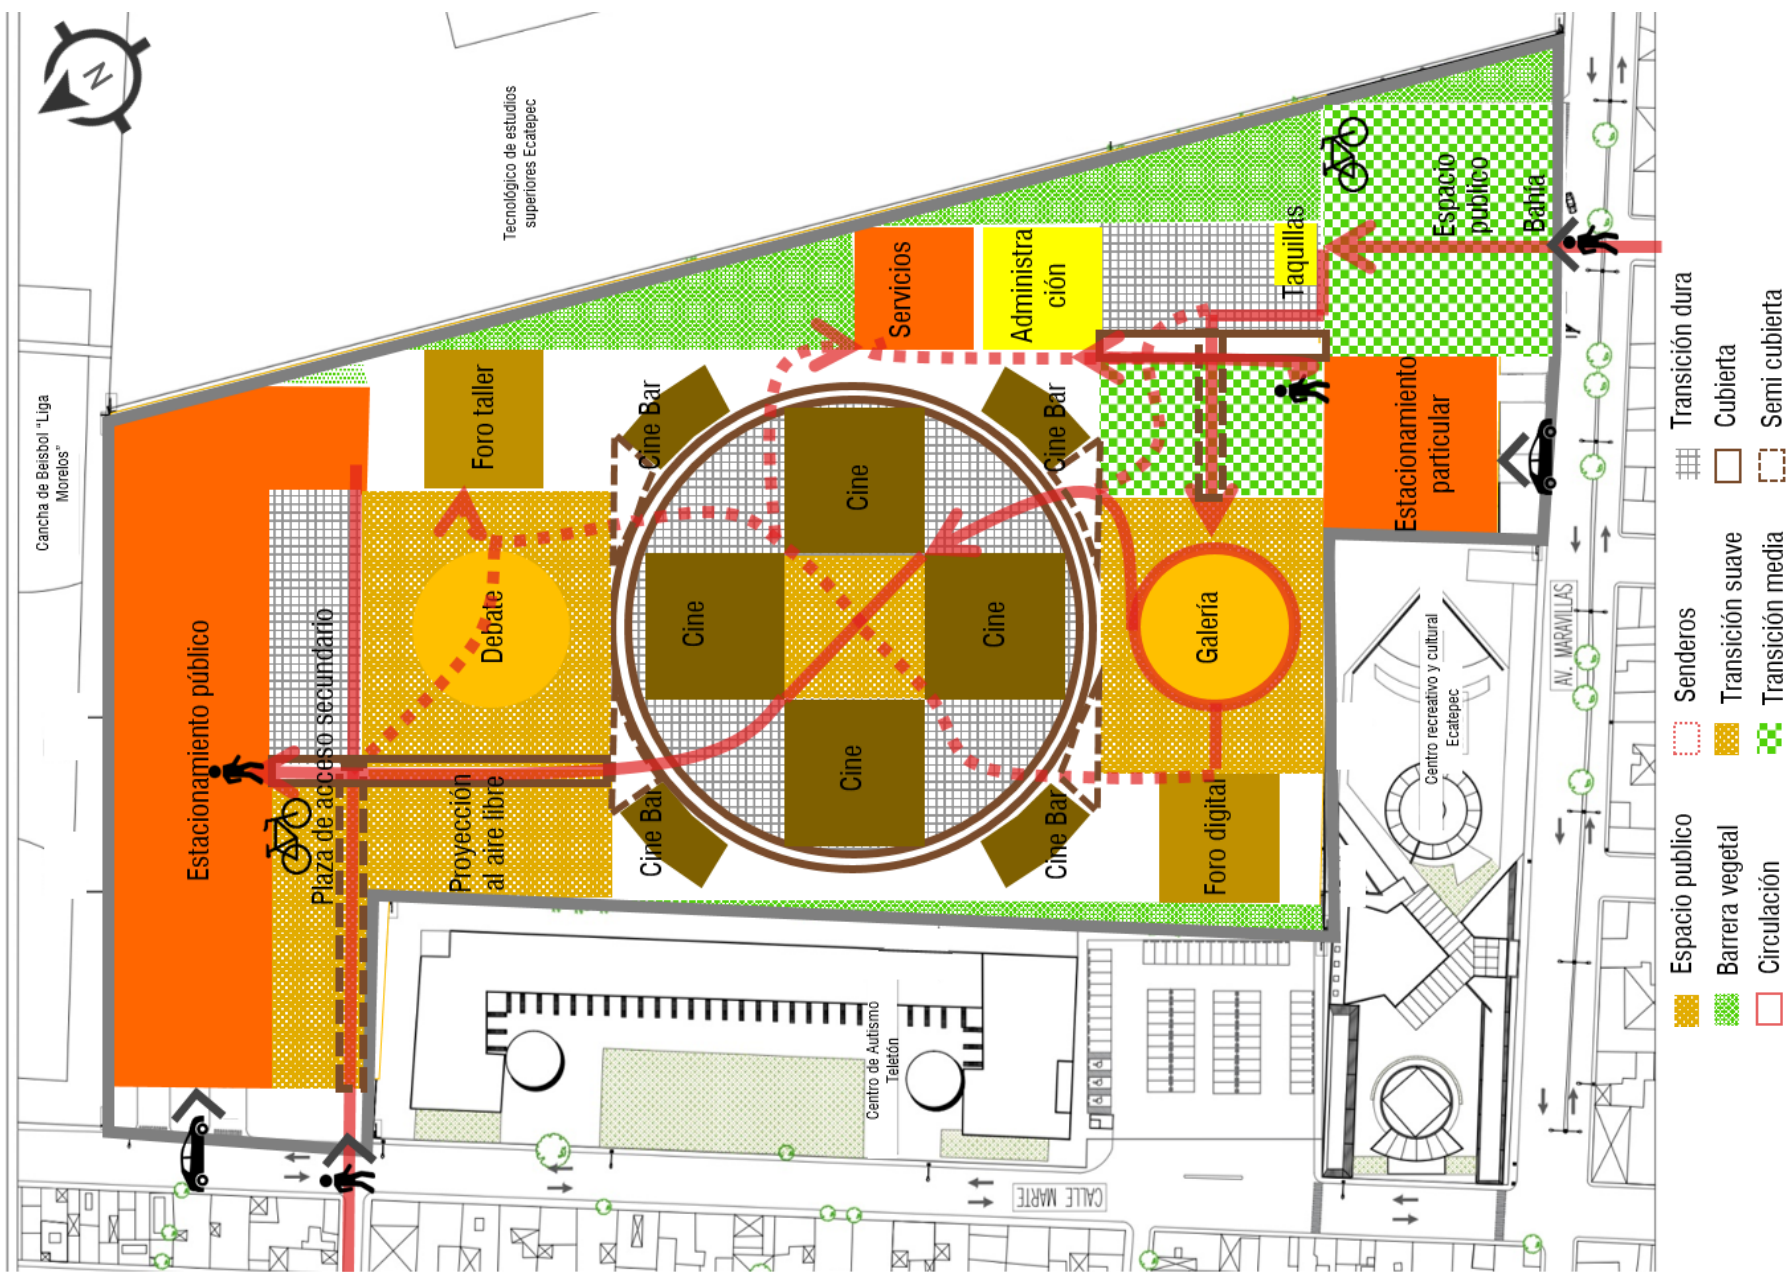 N
Cancha de Beisbol "Liga
Morelos"
Tecnológico de estudios
superiores Ecatepec
Estacionamiento público
Plaza de acceso secundario
Foro taller
Debate
Proyección
al aire libre
Servicios
Administra
ción
Taquillas
Espacio
publico
Bahía
Cine Bar
Cine Bar
Cine Bar
Cine Bar
Cine
Cine
Cine
Cine
Galería
Foro digital
Estacionamiento
particular
Centro de Autismo
Teletón
Centro recreativo y cultural
Ecatepec
AV. MARAVILLAS
CALLE MARTE
Espacio publico
Barrera vegetal
Circulación
Senderos
Transición suave
Transición media
Transición dura
Cubierta
Semi cubierta